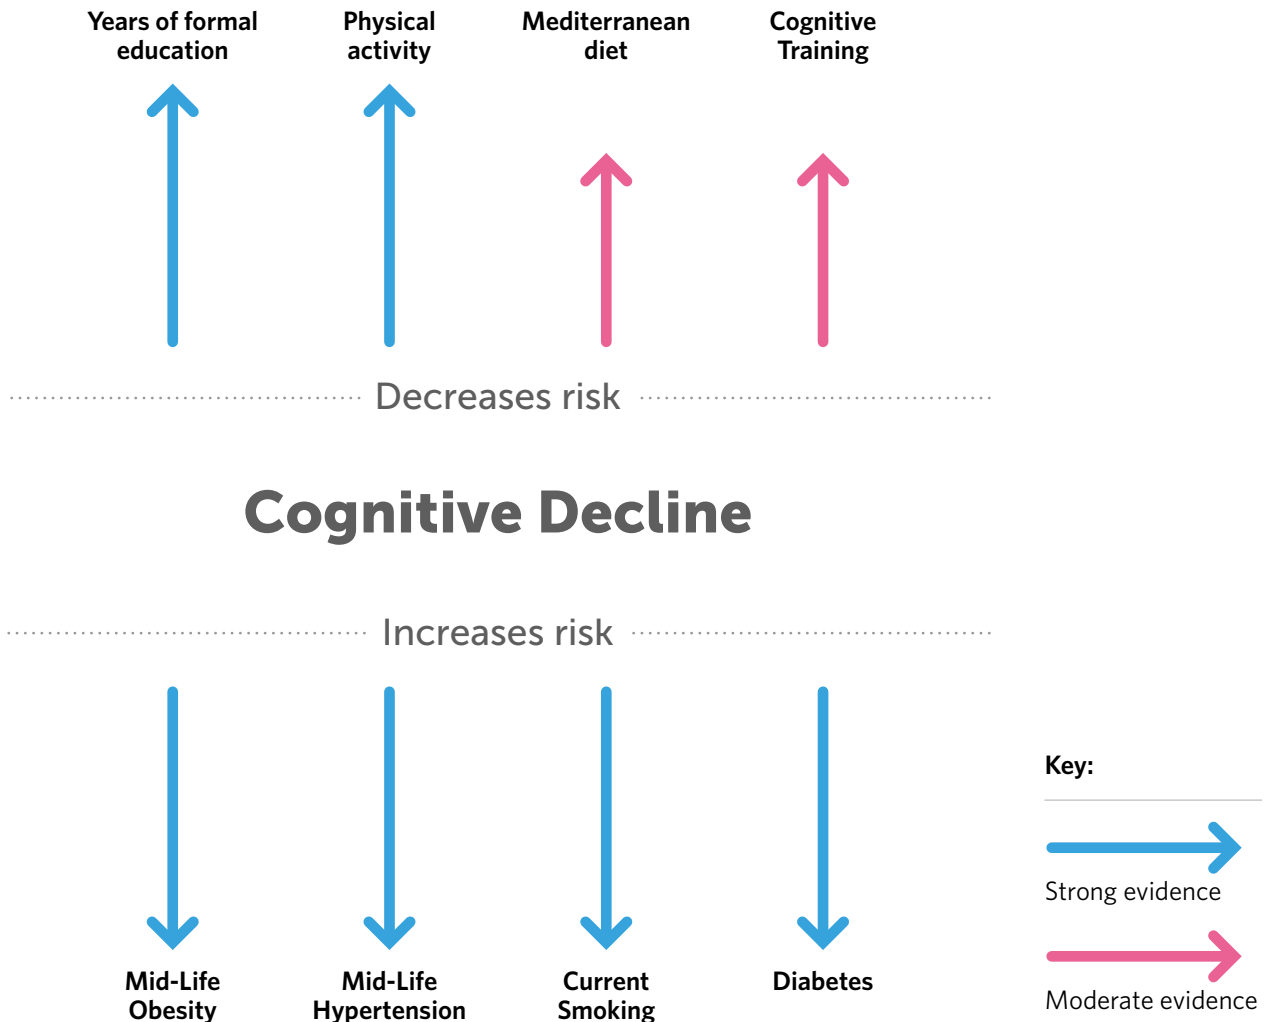 Years of formal
education
Physical
activity
Mediterranean
diet
Cognitive
Training
Decreases risk
Cognitive Decline
Increases risk
Mid-Life
Obesity
Mid-Life
Hypertension
Current
Smoking
Diabetes
Key:
Strong evidence
Moderate evidence